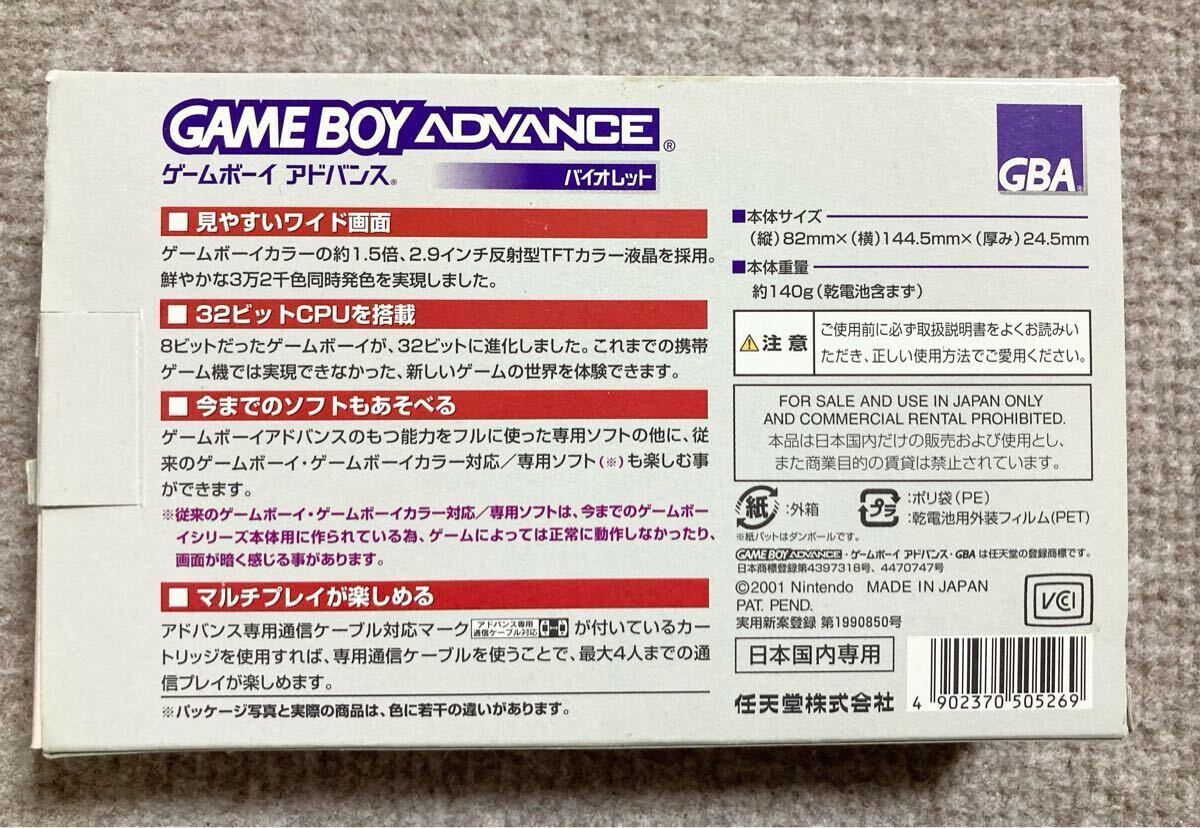 GAME BOY ADVANCE®
ゲームボーイ アドバンス®
バイオレット
■ 見やすいワイド画面
ゲームボーイカラーの約1.5倍、2.9インチ反射型TFTカラー液晶を採用。
鮮やかな3万2千色同時発色を実現しました。
■ 32ビットCPUを搭載
8ビットだったゲームボーイが、32ビットに進化しました。これまでの携帯
ゲーム機では実現できなかった、新しいゲームの世界を体験できます。
■ 今までのソフトもあそべる
ゲームボーイアドバンスのもつ能力をフルに使った専用ソフトの他に、従
来のゲームボーイ・ゲームボーイカラー対応／専用ソフト(※)も楽しむ事
ができます。
※従来のゲームボーイ・ゲームボーイカラー対応／専用ソフトは、今までのゲームボー
イシリーズ本体用に作られている為、ゲームによっては正常に動作しなかったり、
画面が暗く感じる事があります。
■ マルチプレイが楽しめる
アドバンス専用通信ケーブル対応マーク アドバンス専用 通信ケーブル対応 が付いているカー
トリッジを使用すれば、専用通信ケーブルを使うことで、最大4人までの通
信プレイが楽しめます。
※パッケージ写真と実際の商品は、色に若干の違いがあります。
GBA®
■本体サイズ
(縦)82mm×(横)144.5mm×(厚み)24.5mm
■本体重量
約140g(乾電池含まず)
注意
ご使用前に必ず取扱説明書をよくお読みい
ただき、正しい使用方法でご愛用ください。
FOR SALE AND USE IN JAPAN ONLY
AND COMMERCIAL RENTAL PROHIBITED.
本品は日本国内だけの販売および使用とし、
また商業目的の賃貸は禁止されています。
紙 :外箱
プラ :ポリ袋(PE)
:乾電池用外装フィルム(PET)
※紙パットはダンボールです。
GAME BOY ADVANCE・ゲームボーイ アドバンス・GBA は任天堂の登録商標です。
日本商標登録第4397318号、4470747号
©2001 Nintendo MADE IN JAPAN
PAT. PEND.
実用新案登録 第1990850号
VCI
日本国内専用
任天堂株式会社
4 902370 505269